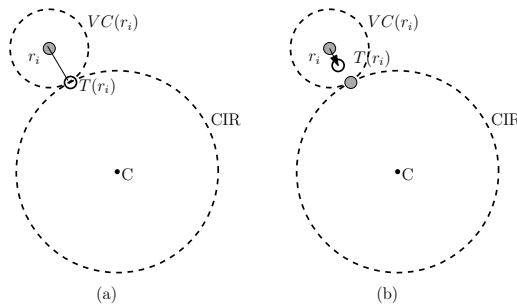 VC(r_i) VC(r_i)
r_i r_i T(r_i)
T(r_i)
CIR CIR
C C
(a) (b)